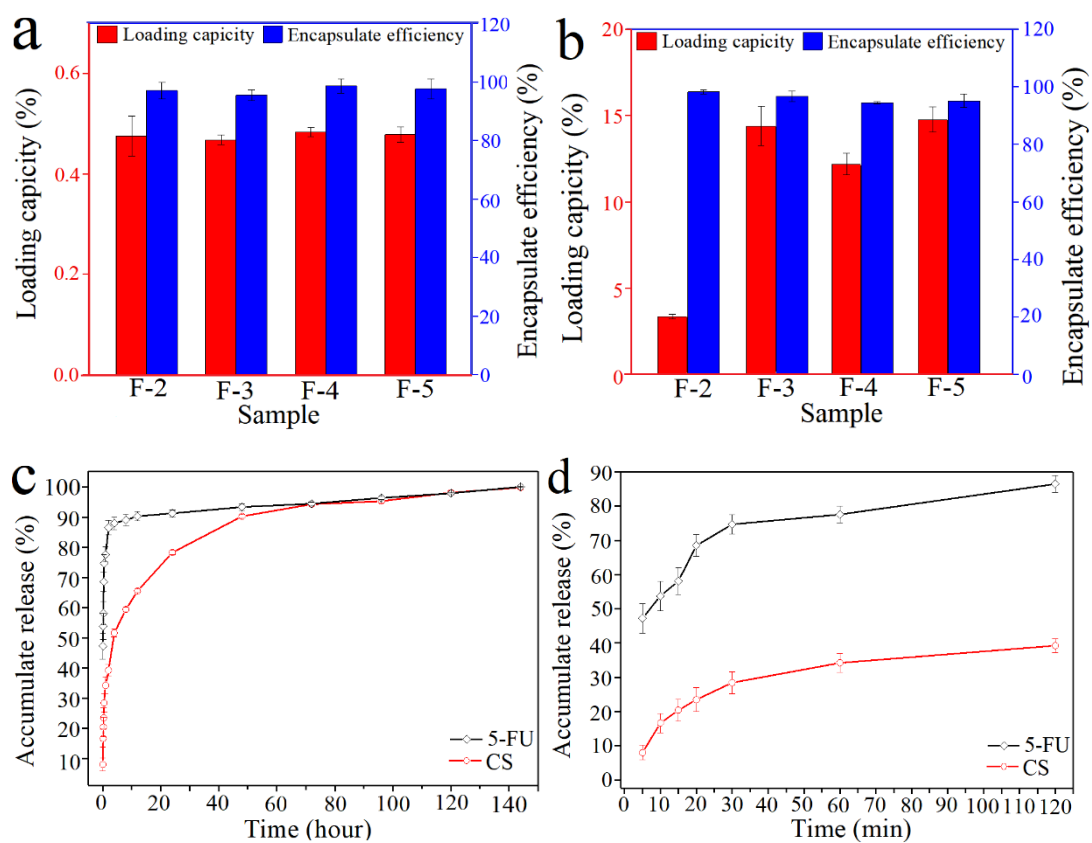 a
Loading capicity
Encapsulate efficiency
Loading capicity (%)
0.6
0.4
0.2
0.0
Encapsulate efficiency (%)
120
100
80
60
40
20
0
F-2 F-3 F-4 F-5
Sample
b
Loading capicity
Encapsulate efficiency
Loading capicity (%)
20
15
10
5
0
Encapsulate efficiency (%)
120
100
80
60
40
20
0
F-2 F-3 F-4 F-5
Sample
c
Accumulate release (%)
100
90
80
70
60
50
40
30
20
10
5-FU
CS
0 20 40 60 80 100 120 140
Time (hour)
d
Accumulate release (%)
90
80
70
60
50
40
30
20
10
0
5-FU
CS
0 10 20 30 40 50 60 70 80 90 100 110 120
Time (min)